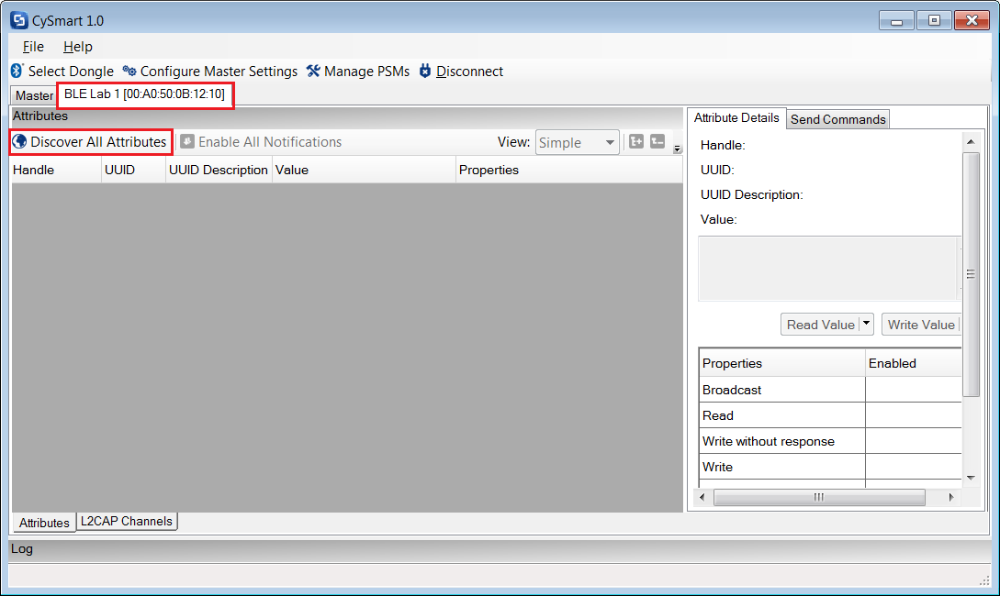 CySmart 1.0
File Help
Select Dongle Configure Master Settings Manage PSMs Disconnect
Master BLE Lab 1 [00:A0:50:0B:12:10]
Attributes
Discover All Attributes Enable All Notifications View: Simple
Handle UUID UUID Description Value Properties
Attribute Details Send Commands
Handle:
UUID:
UUID Description:
Value:
Read Value Write Value
Properties Enabled
Broadcast
Read
Write without response
Write
Attributes L2CAP Channels
Log